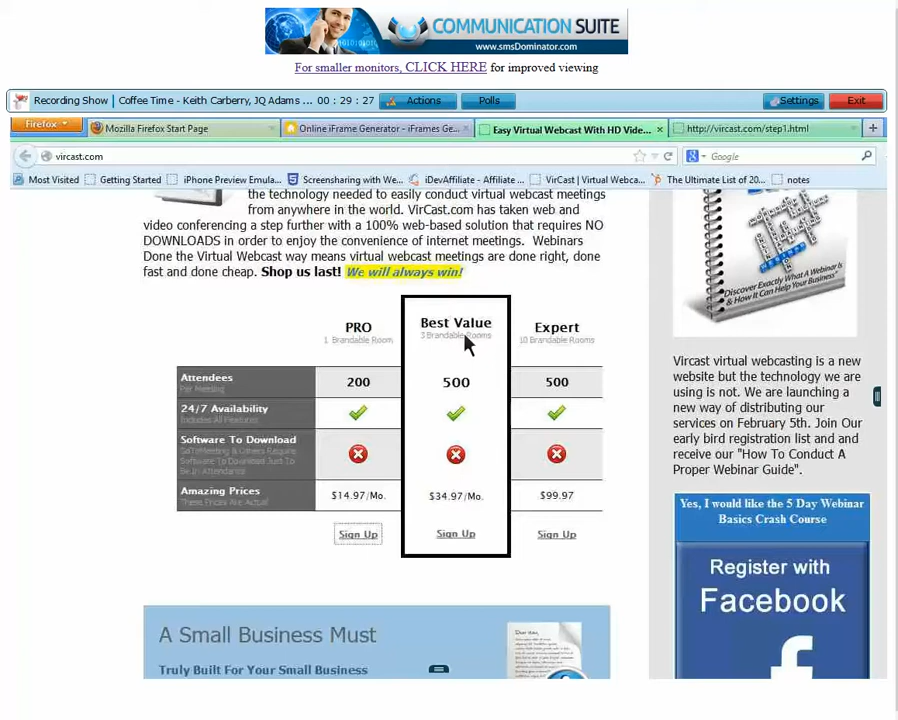 COMMUNICATION SUITE
www.smsDominator.com
For smaller monitors, CLICK HERE for improved viewing
Recording Show | Coffee Time - Keith Carberry, JQ Adams ... 00 : 29 : 27 Actions Polls Settings Exit
Firefox Mozilla Firefox Start Page Online iFrame Generator - iFrames Ge... Easy Virtual Webcast With HD Vide... http://vircast.com/step1.html
vircast.com Google
Most Visited Getting Started iPhone Preview Emula... Screensharing with Sk... iDevAffiliate - Affiliate ... VirCast | Virtual Webca... The Ultimate List of 20... notes
the technology needed to easily conduct virtual webcast meetings
from anywhere in the world. VirCast.com has taken web and
video conferencing a step further with a 100% web-based solution that requires NO
DOWNLOADS in order to enjoy the convenience of internet meetings. Webinars
Done the Virtual Webcast way means virtual webcast meetings are done right, done
fast and done cheap. Shop us last! We will always win!
PRO Best Value Expert
1 Brandable Room 3 Brandable Rooms 10 Brandable Rooms
Attendees 200 500 500
Per Meeting
24/7 Availability
Includes All Features
Software To Download
GoToMeeting & Others Require
Software To Download Just To
Be In Attendance!
Amazing Prices $14.97/Mo. $34.97/Mo. $99.97
These Prices Are Actual
Sign Up Sign Up Sign Up
A Small Business Must
Truly Built For Your Small Business
Dear ...
Discover Exactly What A Webinar Is
& How It Can Help Your Business"
Vircast virtual webcasting is a new
website but the technology we are
using is not. We are launching a
new way of distributing our
services on February 5th. Join Our
early bird registration list and and
receive our "How To Conduct A
Proper Webinar Guide".
Yes, I would like the 5 Day Webinar
Basics Crash Course
Register with
Facebook
f